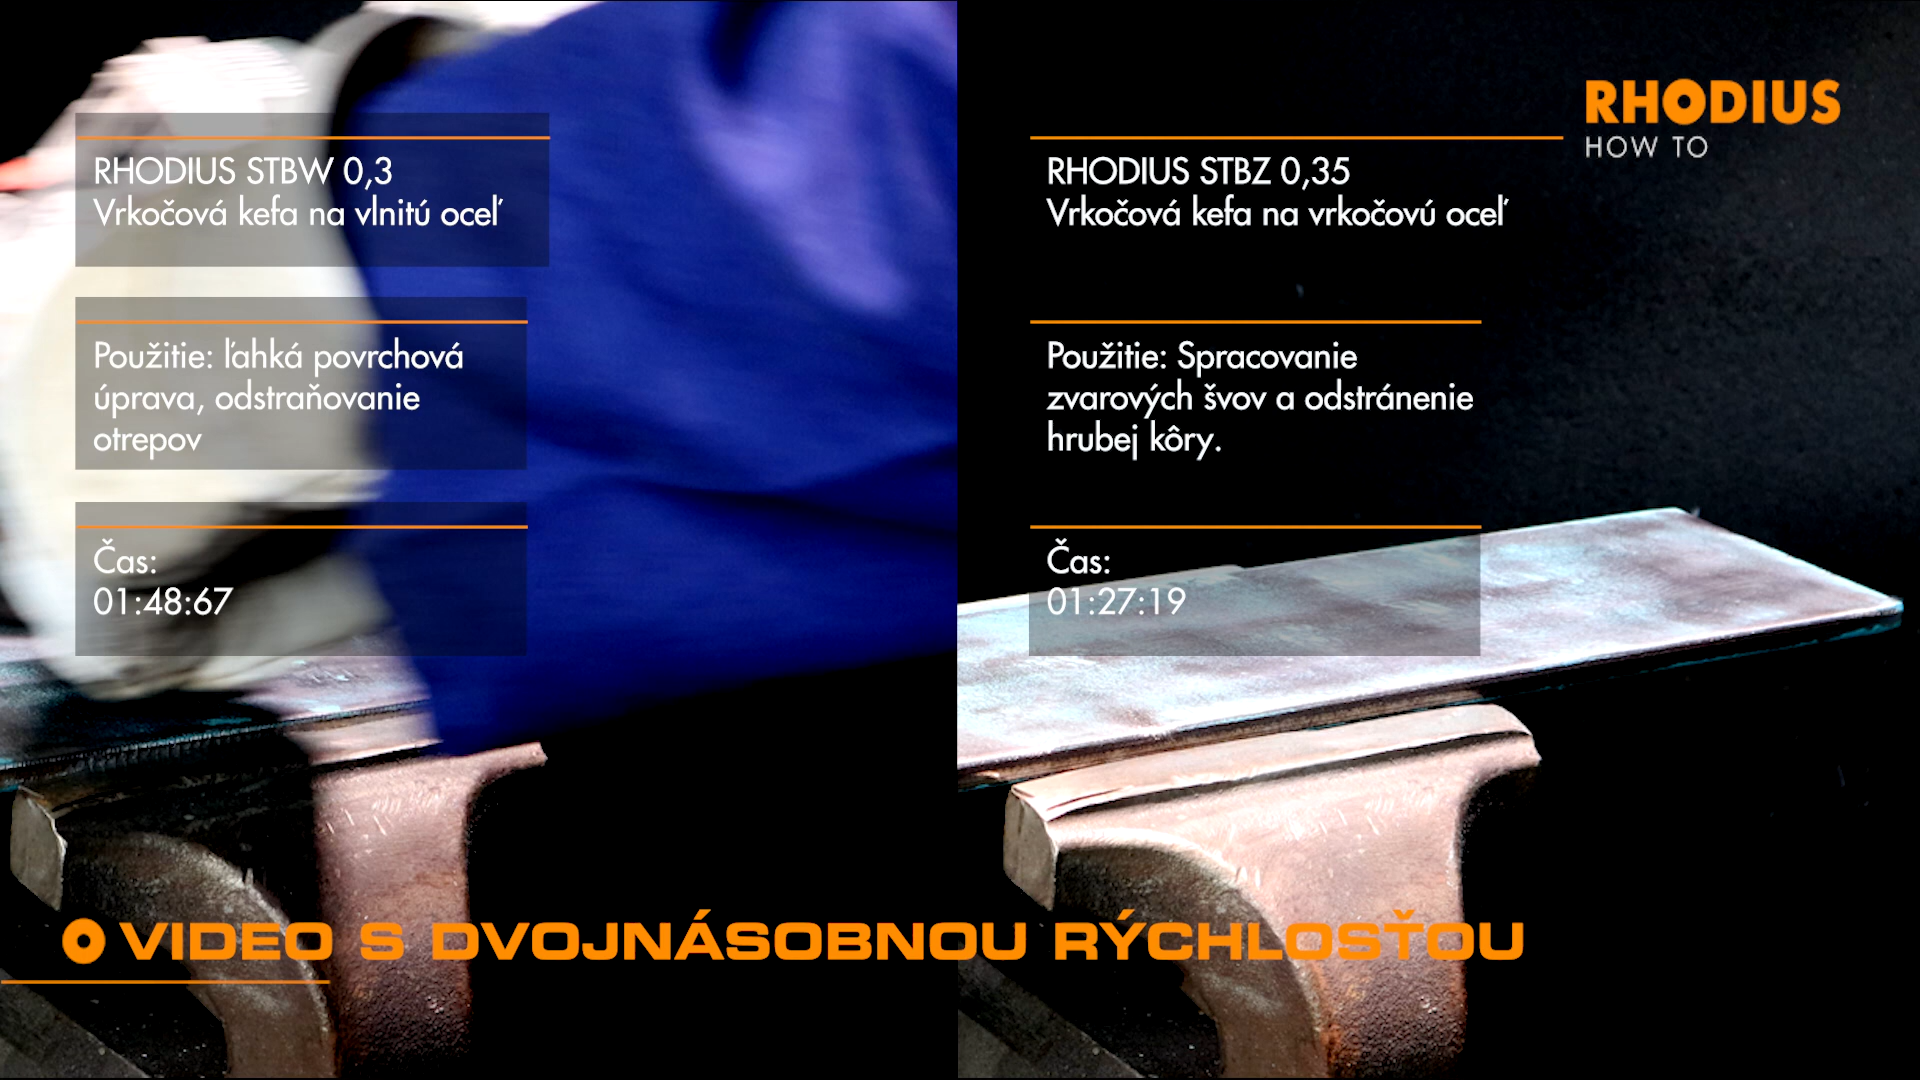 RHODIUS STBW 0,3
Vrkočová kefa na vlnitú oceľ
Použitie: ľahká povrchová
úprava, odstraňovanie
otrepov
Čas:
01:48:67
RHODIUS
HOW TO
RHODIUS STBZ 0,35
Vrkočová kefa na vrkočovú oceľ
Použitie: Spracovanie
zvarových švov a odstránenie
hrubej kôry.
Čas:
01:27:19
VIDEO S DVOJNÁSOBNOU RÝCHLOSŤOU